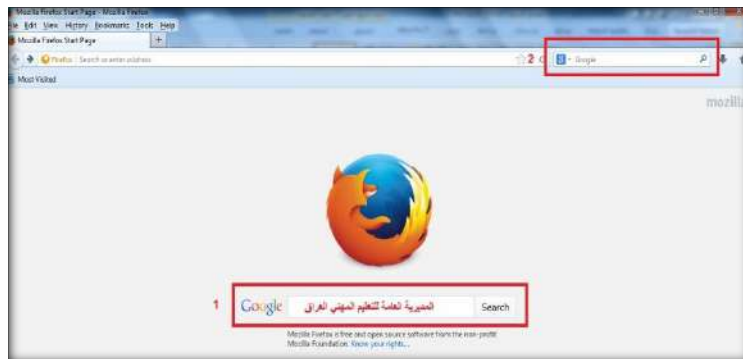 Mozilla Firefox Start Page - Mozilla Firefox
File Edit View History Bookmarks Tools Help
Mozilla Firefox Start Page +
Firefox Search or enter address
2
Google
Most Visited
mozilla
1
Google المديرية العامة للتعليم المهني العراق Search
Mozilla Firefox is free and open source software from the non-profit
Mozilla Foundation. Know your rights...